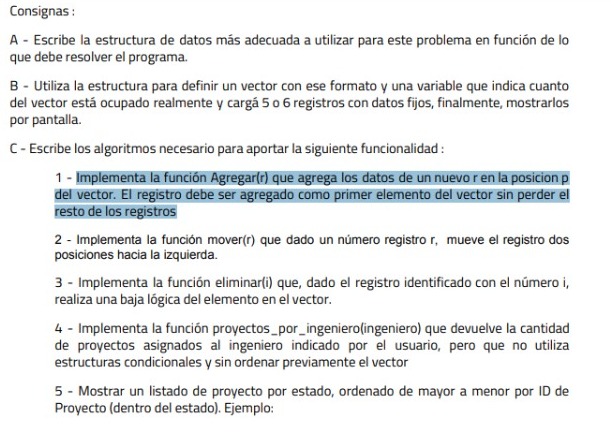 Consignas :
A - Escribe la estructura de datos más adecuada a utilizar para este problema en función de lo
que debe resolver el programa.
B - Utiliza la estructura para definir un vector con ese formato y una variable que indica cuanto
del vector está ocupado realmente y cargá 5 o 6 registros con datos fijos, finalmente, mostrarlos
por pantalla.
C - Escribe los algoritmos necesario para aportar la siguiente funcionalidad :
1 - Implementa la función Agregar(r) que agrega los datos de un nuevo r en la posicion p
del vector. El registro debe ser agregado como primer elemento del vector sin perder el
resto de los registros
2 - Implementa la función mover(r) que dado un número registro r, mueve el registro dos
posiciones hacia la izquierda.
3 - Implementa la función eliminar(i) que, dado el registro identificado con el número i,
realiza una baja lógica del elemento en el vector.
4 - Implementa la función proyectos_por_ingeniero(ingeniero) que devuelve la cantidad
de proyectos asignados al ingeniero indicado por el usuario, pero que no utiliza
estructuras condicionales y sin ordenar previamente el vector
5 - Mostrar un listado de proyecto por estado, ordenado de mayor a menor por ID de
Proyecto (dentro del estado). Ejemplo: